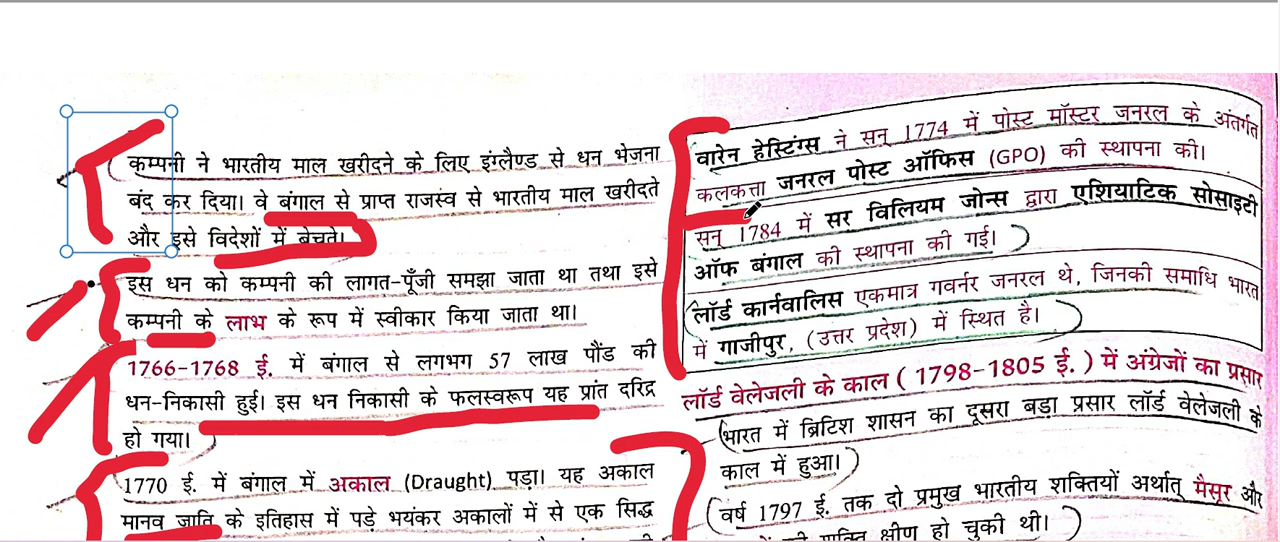 कम्पनी ने भारतीय माल खरीदने के लिए इंग्लैण्ड से धन भेजना
बंद कर दिया। वे बंगाल से प्राप्त राजस्व से भारतीय माल खरीदते
और इसे विदेशों में बेचते।
इस धन को कम्पनी की लागत-पूँजी समझा जाता था तथा इसे
कम्पनी के लाभ के रूप में स्वीकार किया जाता था।
1766-1768 ई. में बंगाल से लगभग 57 लाख पौंड की
धन-निकासी हुई। इस धन निकासी के फलस्वरूप यह प्रांत दरिद्र
हो गया।
1770 ई. में बंगाल में अकाल (Draught) पड़ा। यह अकाल
मानव जाति के इतिहास में पड़े भयंकर अकालों में से एक सिद्ध
वारेन हेस्टिंग्स ने सन् 1774 में पोस्ट मॉस्टर जनरल के अंतर्गत
कलकत्ता जनरल पोस्ट ऑफिस (GPO) की स्थापना की।
सन् 1784 में सर विलियम जोन्स द्वारा एशियाटिक सोसाइटी
ऑफ बंगाल की स्थापना की गई।
लॉर्ड कार्नवालिस एकमात्र गवर्नर जनरल थे, जिनकी समाधि भारत
में गाजीपुर, (उत्तर प्रदेश) में स्थित है।
लॉर्ड वेलेजली के काल ( 1798-1805 ई. ) में अंग्रेजों का प्रसार
भारत में ब्रिटिश शासन का दूसरा बड़ा प्रसार लॉर्ड वेलेजली के
काल में हुआ।
वर्ष 1797 ई. तक दो प्रमुख भारतीय शक्तियों अर्थात् मैसूर और
क्षीण हो चुकी थी।